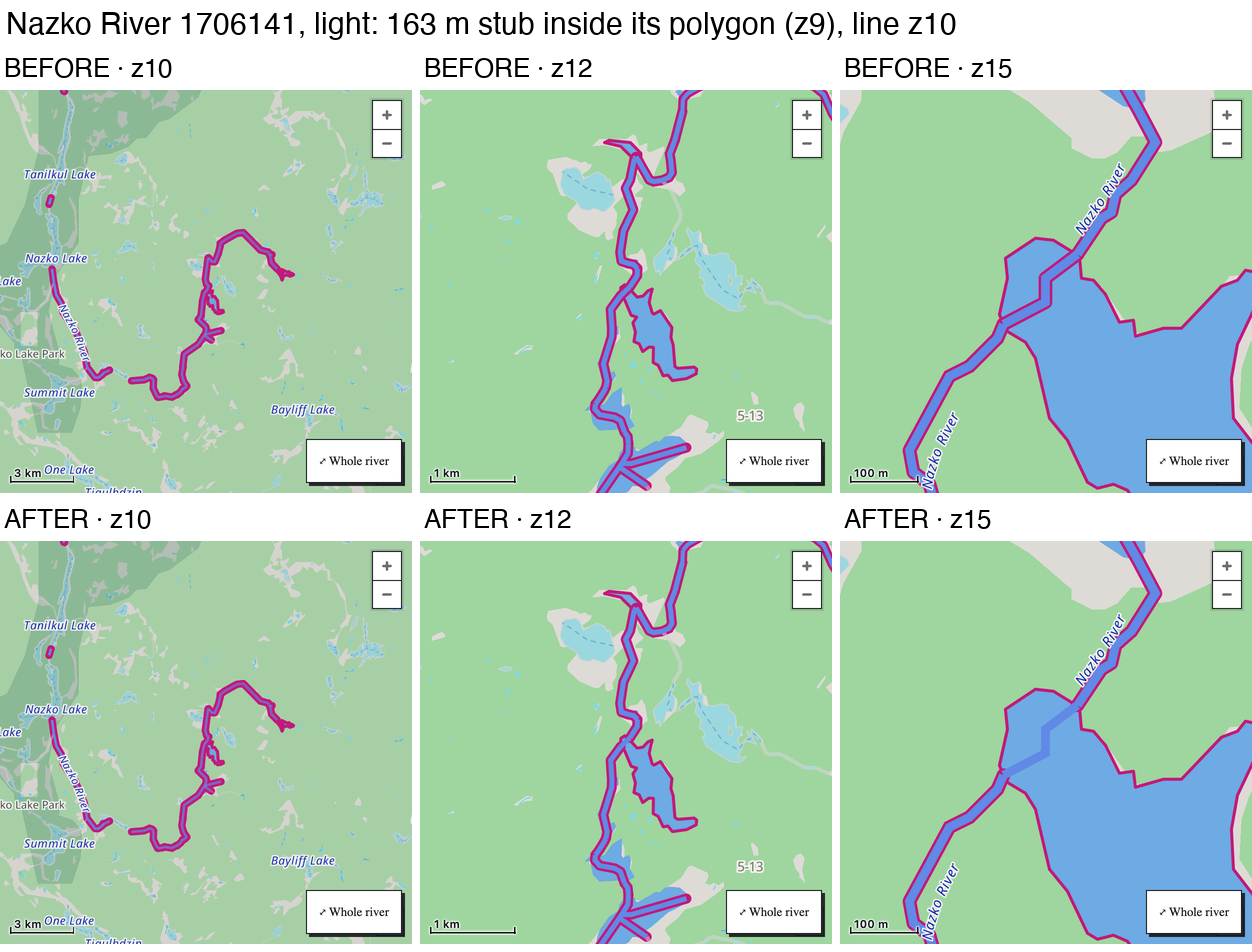 Nazko River 1706141, light: 163 m stub inside its polygon (z9), line z10
BEFORE · z10
BEFORE · z12
BEFORE · z15
Tanilkul Lake
Nazko Lake
Lake
Nazko River
ko Lake Park
Summit Lake
Bayliff Lake
One Lake
3 km
Whole river
+
−
5-13
1 km
Whole river
+
−
Nazko River
Nazko River
100 m
Whole river
+
−
AFTER · z10
AFTER · z12
AFTER · z15
Tanilkul Lake
Nazko Lake
Lake
Nazko River
ko Lake Park
Summit Lake
Bayliff Lake
One Lake
3 km
Whole river
+
−
5-13
1 km
Whole river
+
−
Nazko River
Nazko River
100 m
Whole river
+
−